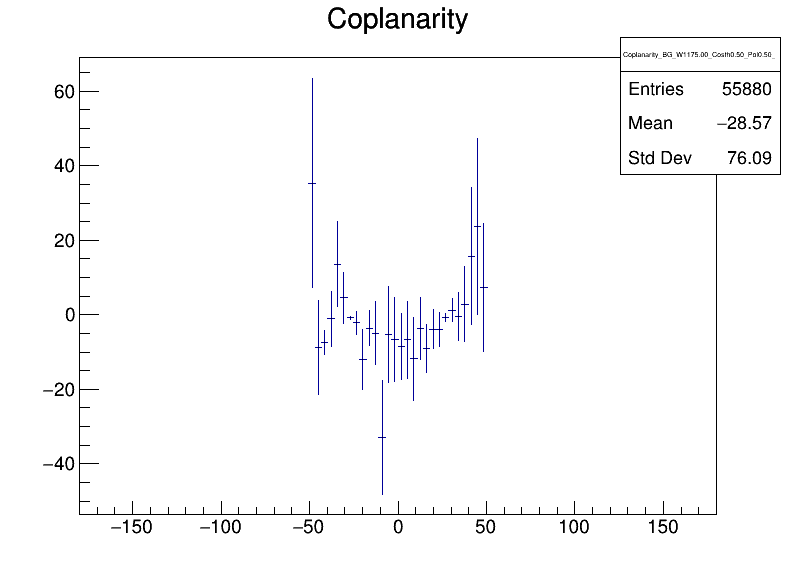 Coplanarity
Coplanarity_BG_W1175.00_Costh0.50_Pol0.50_
Entries 55880
Mean −28.57
Std Dev 76.09
60
40
20
0
−20
−40
−150 −100 −50 0 50 100 150